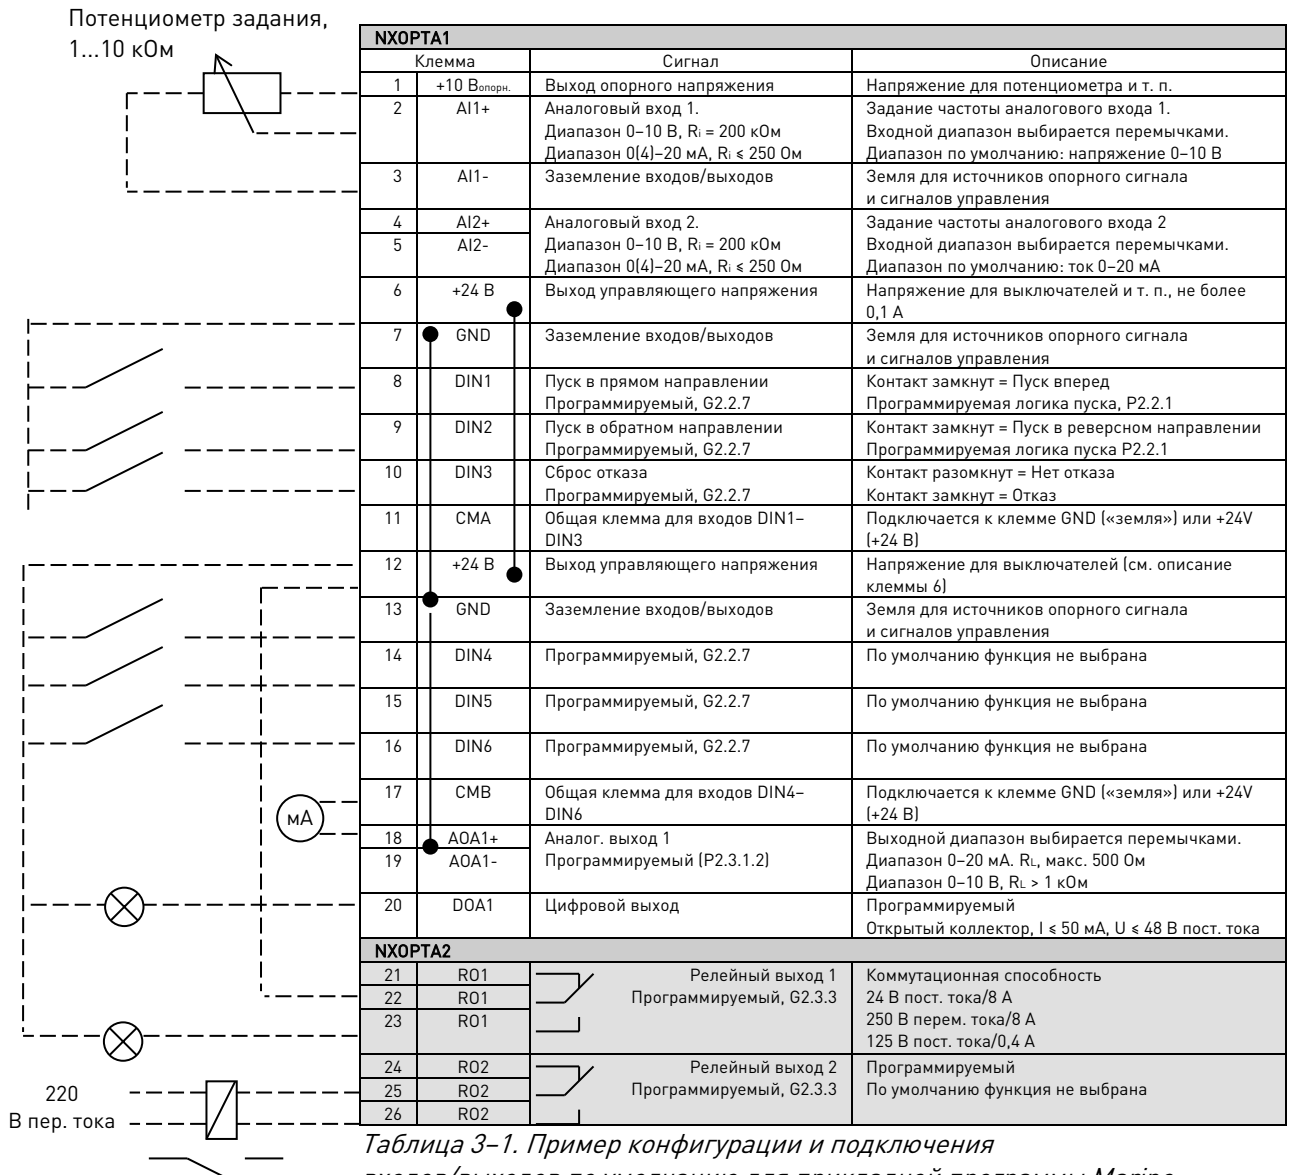 Потенциометр задания,
1...10 кОм
NXOPTA1
Клемма Сигнал Описание
1 +10 Вопорн. Выход опорного напряжения Напряжение для потенциометра и т. п.
2 AI1+ Аналоговый вход 1. Задание частоты аналогового входа 1.
Диапазон 0–10 В, Ri = 200 кОм Входной диапазон выбирается перемычками.
Диапазон 0(4)–20 мА, Ri ≤ 250 Ом Диапазон по умолчанию: напряжение 0–10 В
3 AI1- Заземление входов/выходов Земля для источников опорного сигнала
и сигналов управления
4 AI2+ Аналоговый вход 2. Задание частоты аналогового входа 2
5 AI2- Диапазон 0–10 В, Ri = 200 кОм Входной диапазон выбирается перемычками.
Диапазон 0(4)–20 мА, Ri ≤ 250 Ом Диапазон по умолчанию: ток 0–20 мА
6 +24 В Выход управляющего напряжения Напряжение для выключателей и т. п., не более
0,1 А
7 GND Заземление входов/выходов Земля для источников опорного сигнала
и сигналов управления
8 DIN1 Пуск в прямом направлении Контакт замкнут = Пуск вперед
Программируемый, G2.2.7 Программируемая логика пуска, P2.2.1
9 DIN2 Пуск в обратном направлении Контакт замкнут = Пуск в реверсном направлении
Программируемый, G2.2.7 Программируемая логика пуска P2.2.1
10 DIN3 Сброс отказа Контакт разомкнут = Нет отказа
Программируемый, G2.2.7 Контакт замкнут = Отказ
11 CMA Общая клемма для входов DIN1– Подключается к клемме GND («земля») или +24V
DIN3 (+24 В)
12 +24 В Выход управляющего напряжения Напряжение для выключателей (см. описание
клеммы 6)
13 GND Заземление входов/выходов Земля для источников опорного сигнала
и сигналов управления
14 DIN4 Программируемый, G2.2.7 По умолчанию функция не выбрана
15 DIN5 Программируемый, G2.2.7 По умолчанию функция не выбрана
16 DIN6 Программируемый, G2.2.7 По умолчанию функция не выбрана
17 CMB Общая клемма для входов DIN4– Подключается к клемме GND («земля») или +24V
DIN6 (+24 В)
мА
18 AOA1+ Аналог. выход 1 Выходной диапазон выбирается перемычками.
19 AOA1- Программируемый (P2.3.1.2) Диапазон 0–20 мА. RL, макс. 500 Ом
Диапазон 0–10 В, RL > 1 кОм
20 DOA1 Цифровой выход Программируемый
Открытый коллектор, I ≤ 50 мА, U ≤ 48 В пост. тока
NXOPTA2
21 RO1 Релейный выход 1 Коммутационная способность
22 RO1 Программируемый, G2.3.3 24 В пост. тока/8 А
23 RO1 250 В перем. тока/8 А
125 В пост. тока/0,4 А
24 RO2 Релейный выход 2 Программируемый
25 RO2 Программируемый, G2.3.3 По умолчанию функция не выбрана
26 RO2
220
В пер. тока
Таблица 3–1. Пример конфигурации и подключения
входов/выходов по умолчанию для прикладной программы Marine